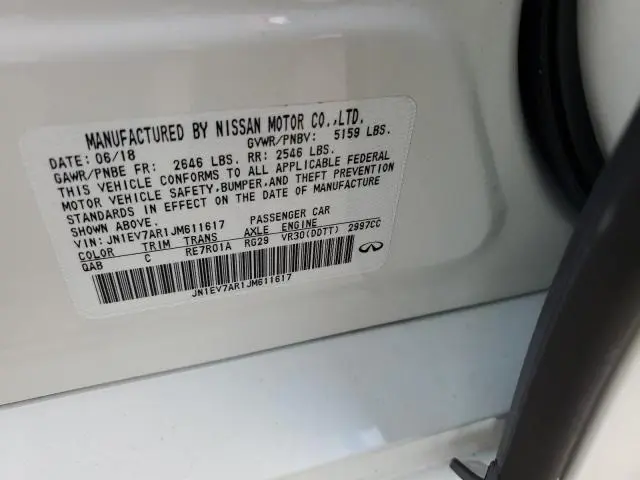 MANUFACTURED BY NISSAN MOTOR CO.,LTD.
DATE: 06/18 GVWR/PNBV: 5159 LBS.
GAWR/PNBE FR: 2646 LBS. RR: 2546 LBS.
THIS VEHICLE CONFORMS TO ALL APPLICABLE FEDERAL
MOTOR VEHICLE SAFETY,BUMPER,AND THEFT PREVENTION
STANDARDS IN EFFECT ON THE DATE OF MANUFACTURE
SHOWN ABOVE.
VIN: JN1EV7AR1JM611617 PASSENGER CAR
COLOR TRIM TRANS AXLE ENGINE
QAB C RE7R01A RG29 VR30(DDTT) 2997CC
JN1EV7AR1JM611617